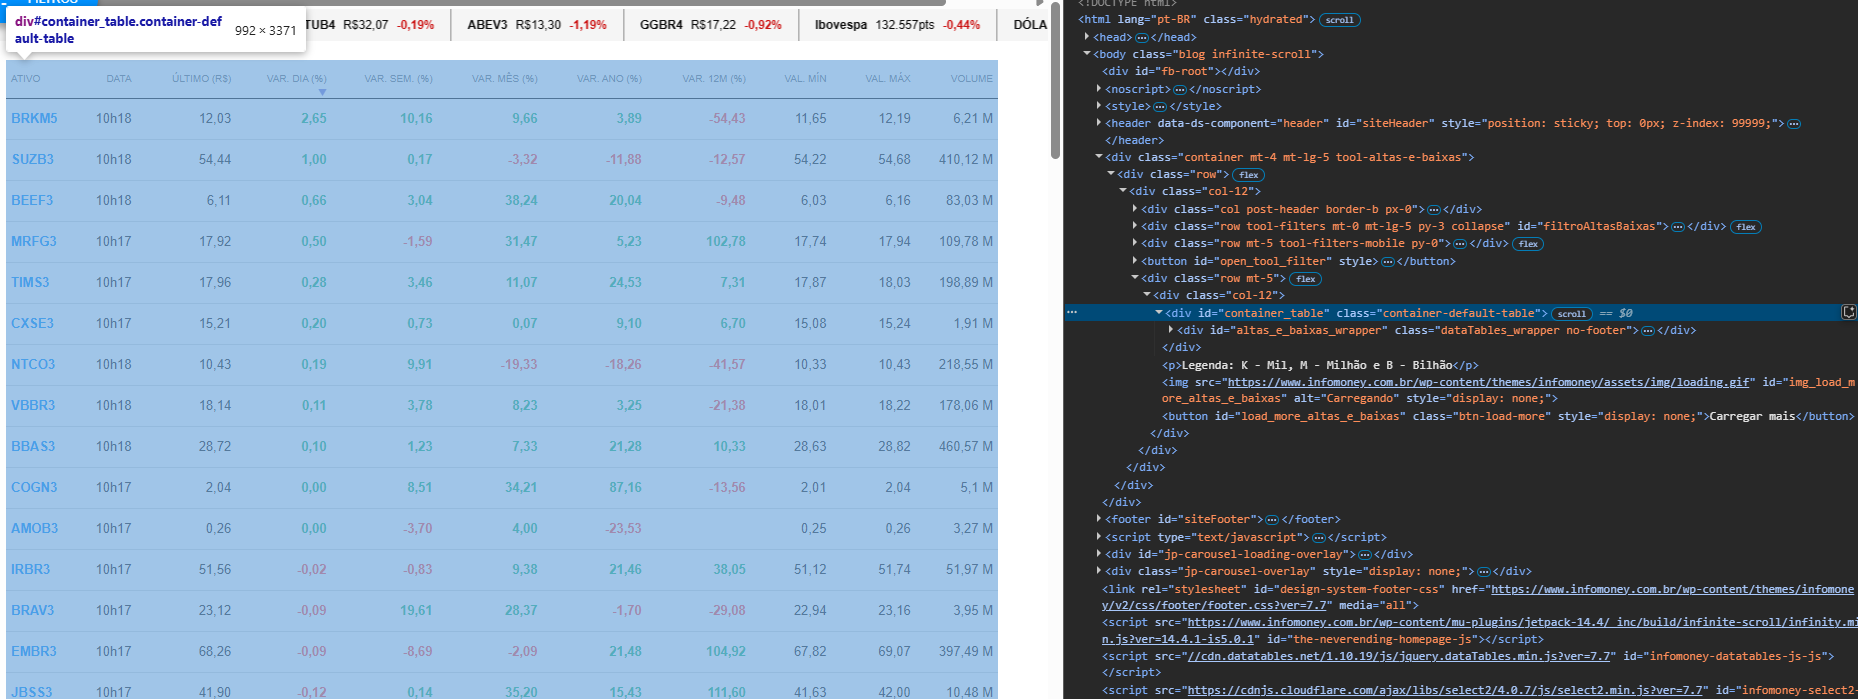 FILTROS
div#container_table.container-def
ault-table
992 × 3371
TUB4 R$32,07 -0,19% ABEV3 R$13,30 -1,19% GGBR4 R$17,22 -0,92% Ibovespa 132.557pts -0,44% DÓLA
ATIVO DATA ÚLTIMO (R$) VAR. DIA (%) VAR. SEM. (%) VAR. MÊS (%) VAR. ANO (%) VAR. 12M (%) VAL. MÍN VAL. MÁX VOLUME
BRKM5 10h18 12,03 2,65 10,16 9,66 3,89 -54,43 11,65 12,19 6,21 M
SUZB3 10h18 54,44 1,00 0,17 -3,32 -11,88 -12,57 54,22 54,68 410,12 M
BEEF3 10h18 6,11 0,66 3,04 38,24 20,04 -9,48 6,03 6,16 83,03 M
MRFG3 10h17 17,92 0,50 -1,59 31,47 5,23 102,78 17,74 17,94 109,78 M
TIMS3 10h17 17,96 0,28 3,46 11,07 24,53 7,31 17,87 18,03 198,89 M
CXSE3 10h17 15,21 0,20 0,73 0,07 9,10 6,70 15,08 15,24 1,91 M
NTCO3 10h18 10,43 0,19 9,91 -19,33 -18,26 -41,57 10,33 10,43 218,55 M
VBBR3 10h18 18,14 0,11 3,78 8,23 3,25 -21,38 18,01 18,22 178,06 M
BBAS3 10h18 28,72 0,10 1,23 7,33 21,28 10,33 28,63 28,82 460,57 M
COGN3 10h17 2,04 0,00 8,51 34,21 87,16 -13,56 2,01 2,04 5,1 M
AMOB3 10h17 0,26 0,00 -3,70 4,00 -23,53 0,25 0,26 3,27 M
IRBR3 10h17 51,56 -0,02 -0,83 9,38 21,46 38,05 51,12 51,74 51,97 M
BRAV3 10h17 23,12 -0,09 19,61 28,37 -1,70 -29,08 22,94 23,16 3,95 M
EMBR3 10h17 68,26 -0,09 -8,69 -2,09 21,48 104,92 67,82 69,07 397,49 M
JBSS3 10h17 41,90 -0,12 0,14 35,20 15,43 111,60 41,63 42,00 10,48 M
<!DOCTYPE html>
<html lang="pt-BR" class="hydrated"> scroll
<head> … </head>
<body class="blog infinite-scroll">
<div id="fb-root"></div>
<noscript> … </noscript>
<style> … </style>
<header data-ds-component="header" id="siteHeader" style="position: sticky; top: 0px; z-index: 99999;"> …
</header>
<div class="container mt-4 mt-lg-5 tool-altas-e-baixas">
<div class="row"> flex
<div class="col-12">
<div class="col post-header border-b px-0"> … </div>
<div class="row tool-filters mt-0 mt-lg-5 py-3 collapse" id="filtroAltasBaixas"> … </div> flex
<div class="row mt-5 tool-filters-mobile py-0"> … </div> flex
<button id="open_tool_filter" style> … </button>
<div class="row mt-5"> flex
<div class="col-12">
… <div id="container_table" class="container-default-table"> scroll == $0
<div id="altas_e_baixas_wrapper" class="dataTables_wrapper no-footer"> … </div>
</div>
<p>Legenda: K - Mil, M - Milhão e B - Bilhão</p>
<img src="https://www.infomoney.com.br/wp-content/themes/infomoney/assets/img/loading.gif" id="img_load_m
ore_altas_e_baixas" alt="Carregando" style="display: none;">
<button id="load_more_altas_e_baixas" class="btn-load-more" style="display: none;">Carregar mais</button>
</div>
</div>
</div>
</div>
</div>
<footer id="siteFooter"> … </footer>
<script type="text/javascript"> … </script>
<div id="jp-carousel-loading-overlay"> … </div>
<div class="jp-carousel-overlay" style="display: none;"> … </div>
<link rel="stylesheet" id="design-system-footer-css" href="https://www.infomoney.com.br/wp-content/themes/infomone
y/v2/css/footer/footer.css?ver=7.7" media="all">
<script src="https://www.infomoney.com.br/wp-content/mu-plugins/jetpack-14.4/_inc/build/infinite-scroll/infinity.mi
n.js?ver=14.4.1-is5.0.1" id="the-neverending-homepage-js"></script>
<script src="//cdn.datatables.net/1.10.19/js/jquery.dataTables.min.js?ver=7.7" id="infomoney-datatables-js-js">
</script>
<script src="https://cdnjs.cloudflare.com/ajax/libs/select2/4.0.7/js/select2.min.js?ver=7.7" id="infomoney-select2-